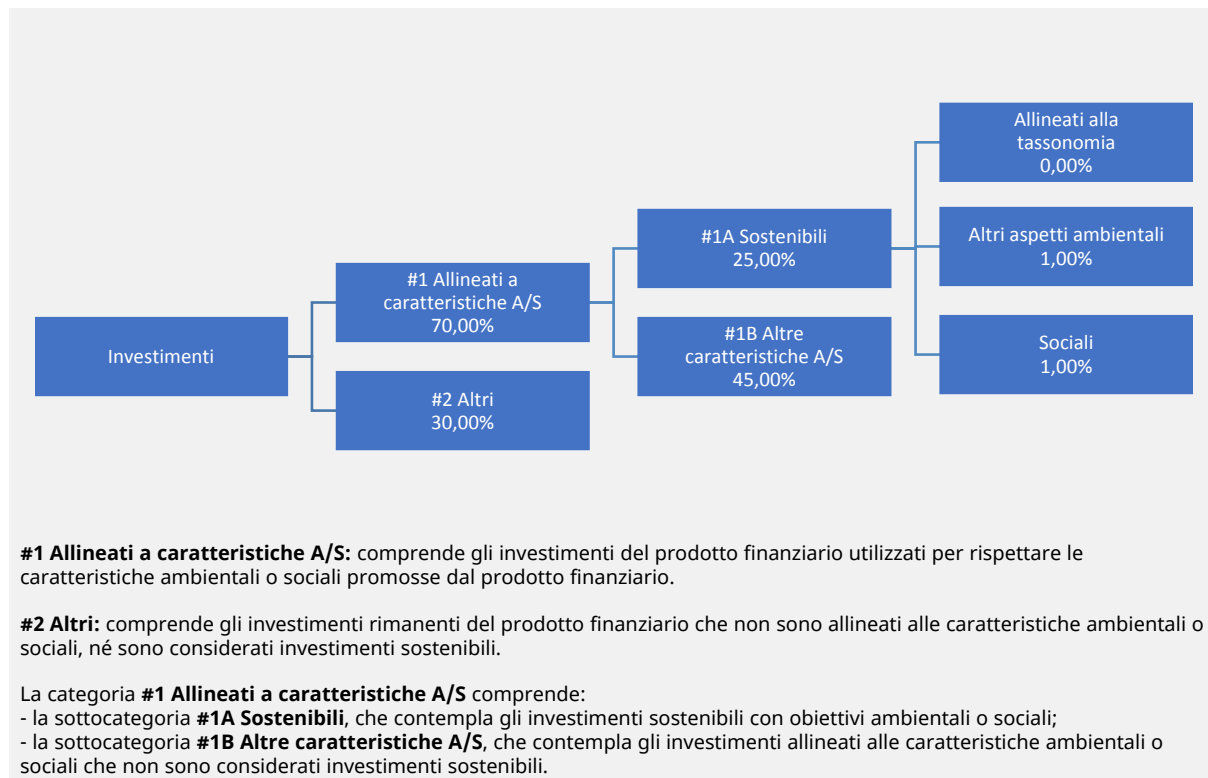 Investimenti
#1 Allineati a
caratteristiche A/S
70,00%
#2 Altri
30,00%
#1A Sostenibili
25,00%
#1B Altre
caratteristiche A/S
45,00%
Allineati alla
tassonomia
0,00%
Altri aspetti ambientali
1,00%
Sociali
1,00%
#1 Allineati a caratteristiche A/S: comprende gli investimenti del prodotto finanziario utilizzati per rispettare le
caratteristiche ambientali o sociali promosse dal prodotto finanziario.
#2 Altri: comprende gli investimenti rimanenti del prodotto finanziario che non sono allineati alle caratteristiche ambientali o
sociali, né sono considerati investimenti sostenibili.
La categoria #1 Allineati a caratteristiche A/S comprende:
- la sottocategoria #1A Sostenibili, che contempla gli investimenti sostenibili con obiettivi ambientali o sociali;
- la sottocategoria #1B Altre caratteristiche A/S, che contempla gli investimenti allineati alle caratteristiche ambientali o
sociali che non sono considerati investimenti sostenibili.